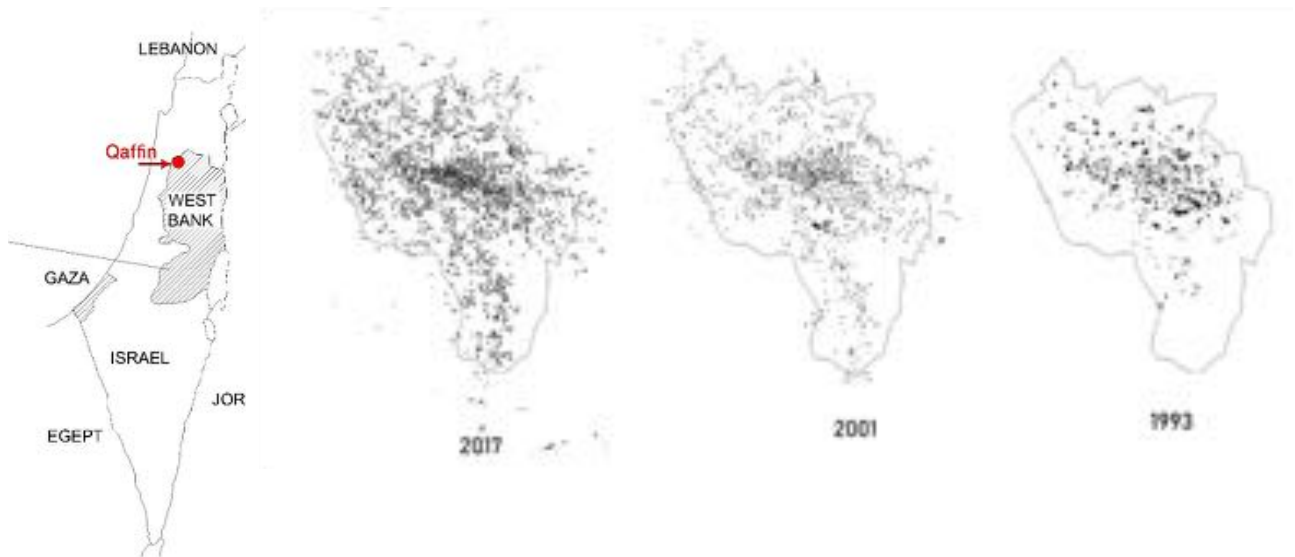 LEBANON
Qaffin
WEST
BANK
GAZA
ISRAEL
JOR
EGEPT
2017
2001
1993